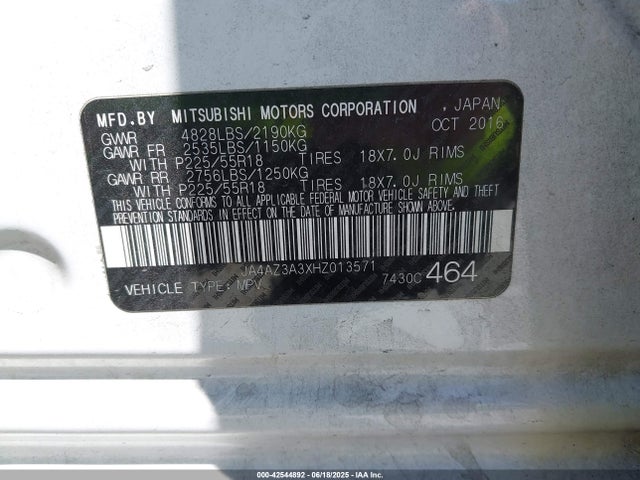 MFD.BY MITSUBISHI MOTORS CORPORATION , JAPAN
GVWR 4828LBS/2190KG OCT 2016
GAWR FR 2535LBS/1150KG
WITH P225/55R18 TIRES 18X7.0J RIMS
GAWR RR 2756LBS/1250KG
WITH P225/55R18 TIRES 18X7.0J RIMS
THIS VEHICLE CONFORMS TO ALL APPLICABLE FEDERAL MOTOR VEHICLE SAFETY AND THEFT
PREVENTION STANDARDS IN EFFECT ON THE DATE OF MANUFACTURE SHOWN ABOVE.
JA4AZ3A3XHZ013571
VEHICLE TYPE: MPV 7430C 464
000-42544892 - 06/18/2025 - IAA Inc.